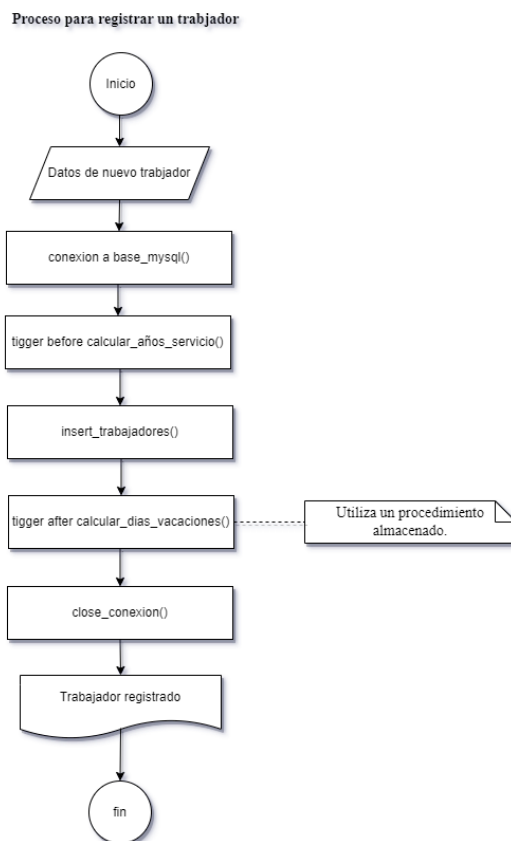 Proceso para registrar un trabjador
Inicio
Datos de nuevo trabjador
conexion a base_mysql()
tigger before calcular_años_servicio()
insert_trabajadores()
tigger after calcular_dias_vacaciones()
Utiliza un procedimiento
almacenado.
close_conexion()
Trabajador registrado
fin